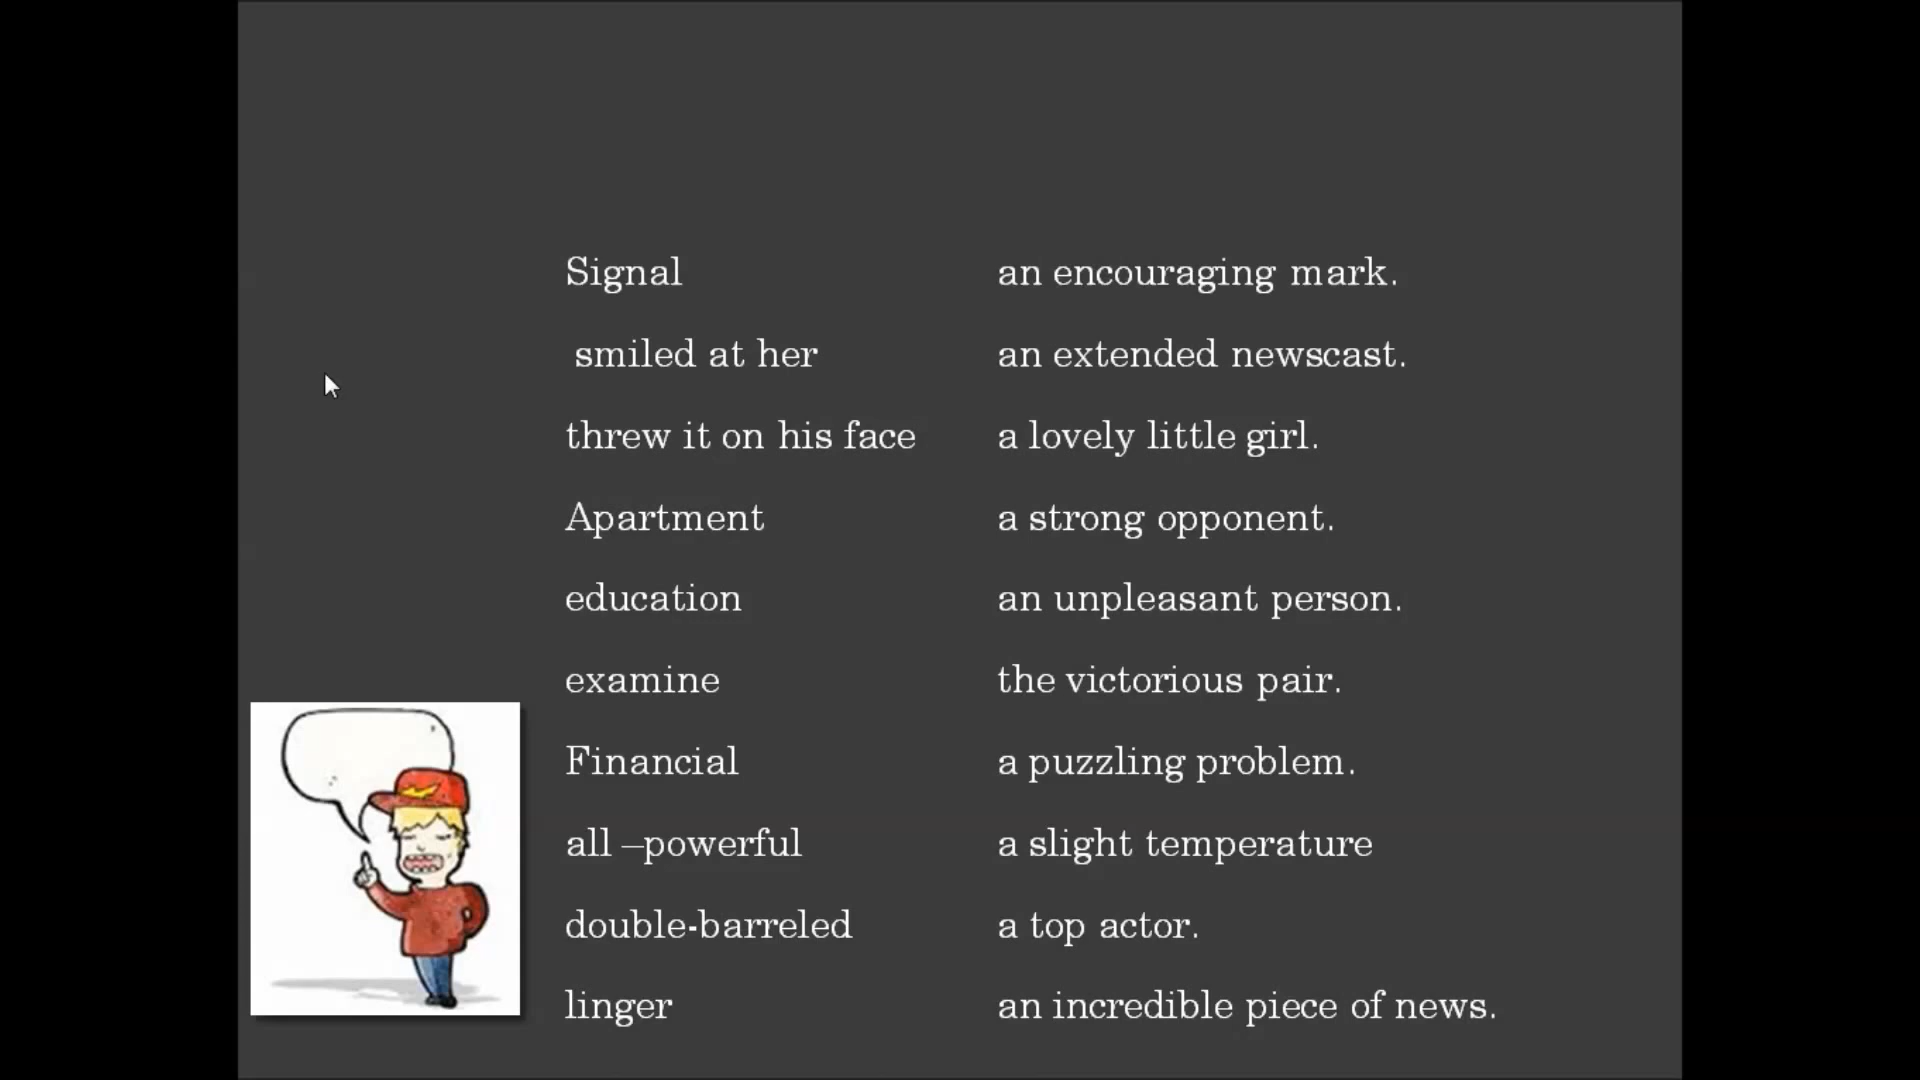 Signal an encouraging mark.
smiled at her an extended newscast.
threw it on his face a lovely little girl.
Apartment a strong opponent.
education an unpleasant person.
examine the victorious pair.
Financial a puzzling problem.
all –powerful a slight temperature
double-barreled a top actor.
linger an incredible piece of news.